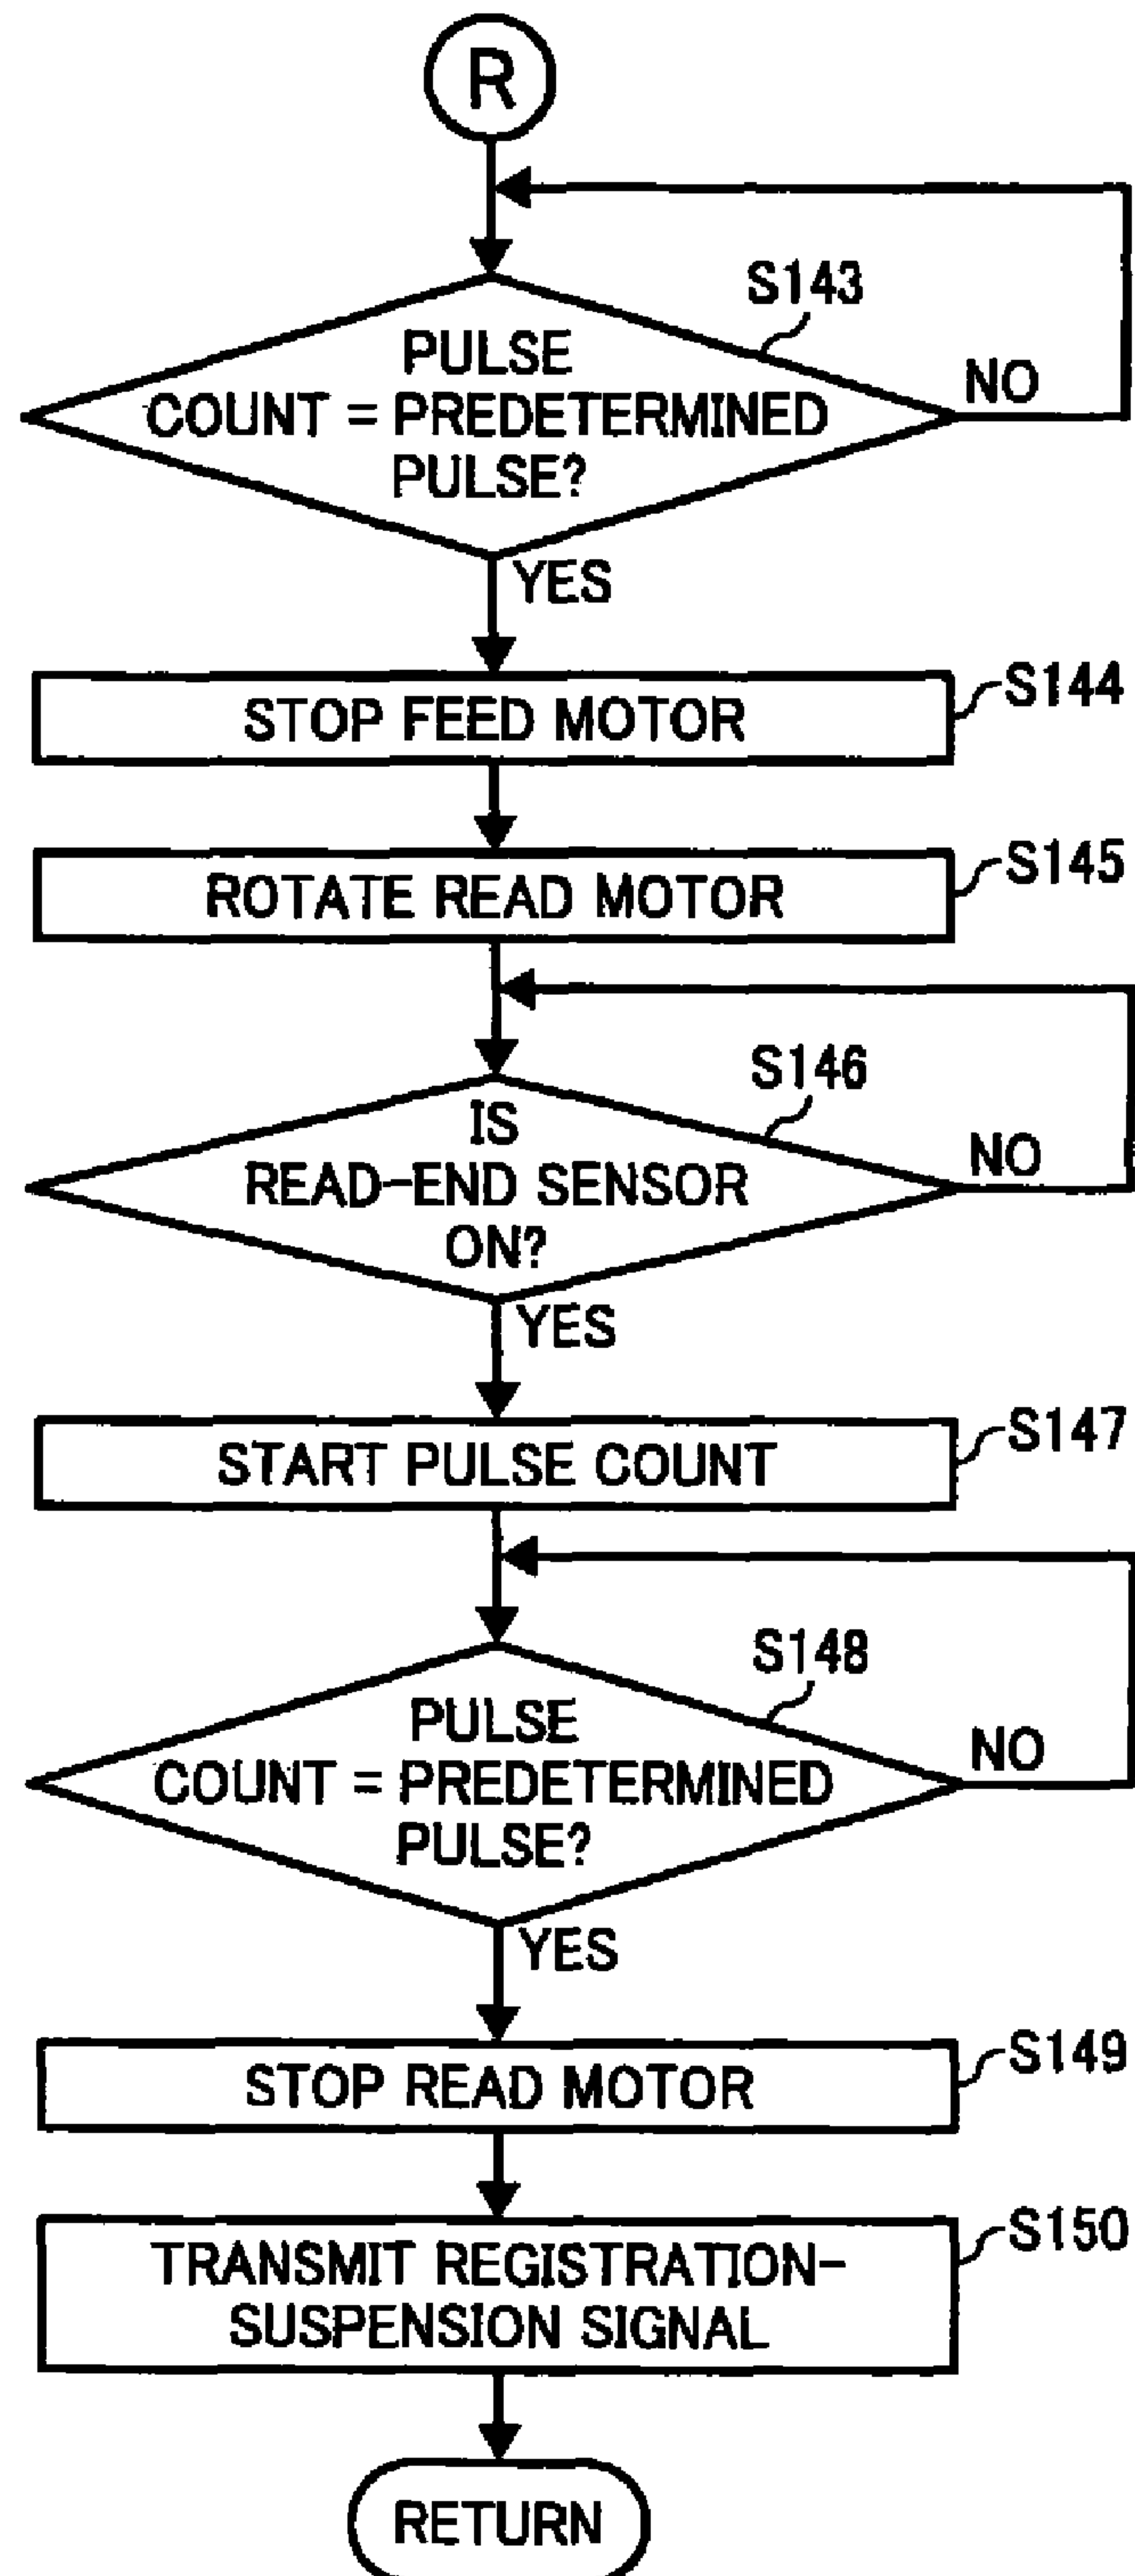 R
S143
PULSE
COUNT = PREDETERMINED
PULSE?
NO
YES
STOP FEED MOTOR
S144
ROTATE READ MOTOR
S145
S146
IS
READ-END SENSOR
ON?
NO
YES
START PULSE COUNT
S147
S148
PULSE
COUNT = PREDETERMINED
PULSE?
NO
YES
STOP READ MOTOR
S149
TRANSMIT REGISTRATION-
SUSPENSION SIGNAL
S150
RETURN